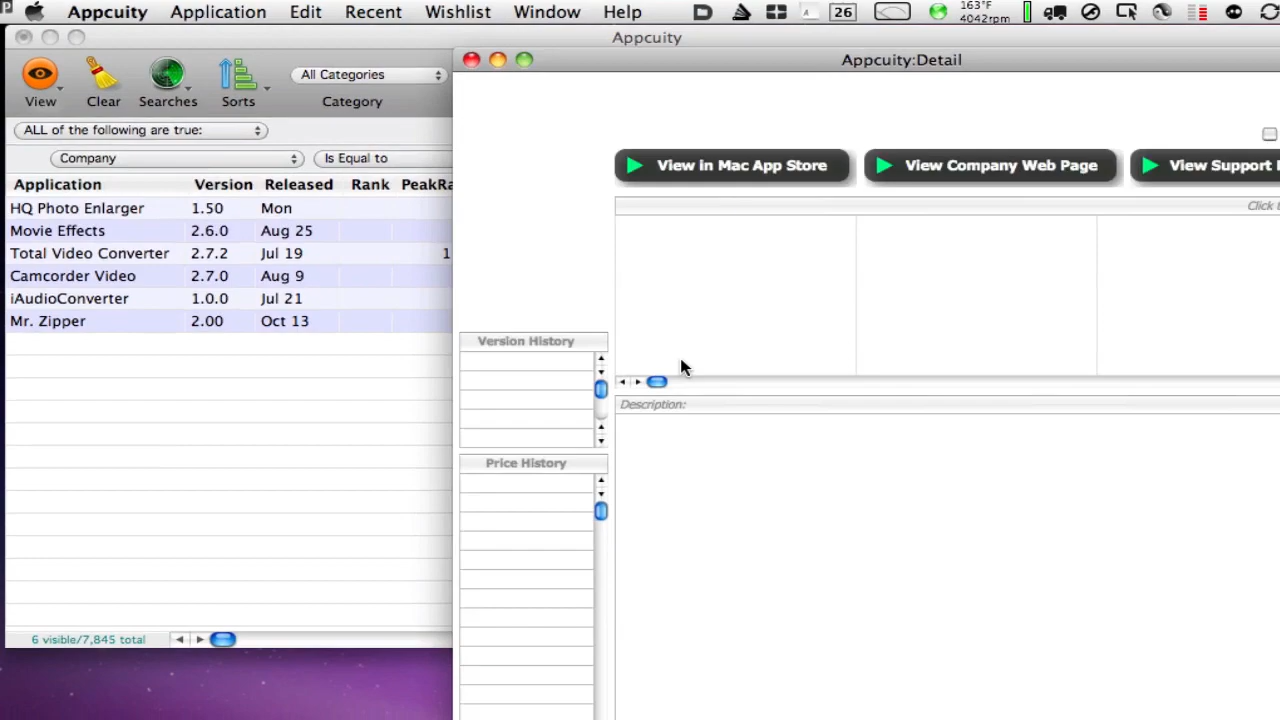 Appcuity Application Edit Recent Wishlist Window Help 26 163°F 4042rpm
Appcuity
Appcuity:Detail
View Clear Searches Sorts All Categories Category
ALL of the following are true:
Company Is Equal to
Application Version Released Rank PeakRa
HQ Photo Enlarger 1.50 Mon
Movie Effects 2.6.0 Aug 25
Total Video Converter 2.7.2 Jul 19 1
Camcorder Video 2.7.0 Aug 9
iAudioConverter 1.0.0 Jul 21
Mr. Zipper 2.00 Oct 13
6 visible/7,845 total
View in Mac App Store View Company Web Page View Support
Click t
Version History
Description:
Price History